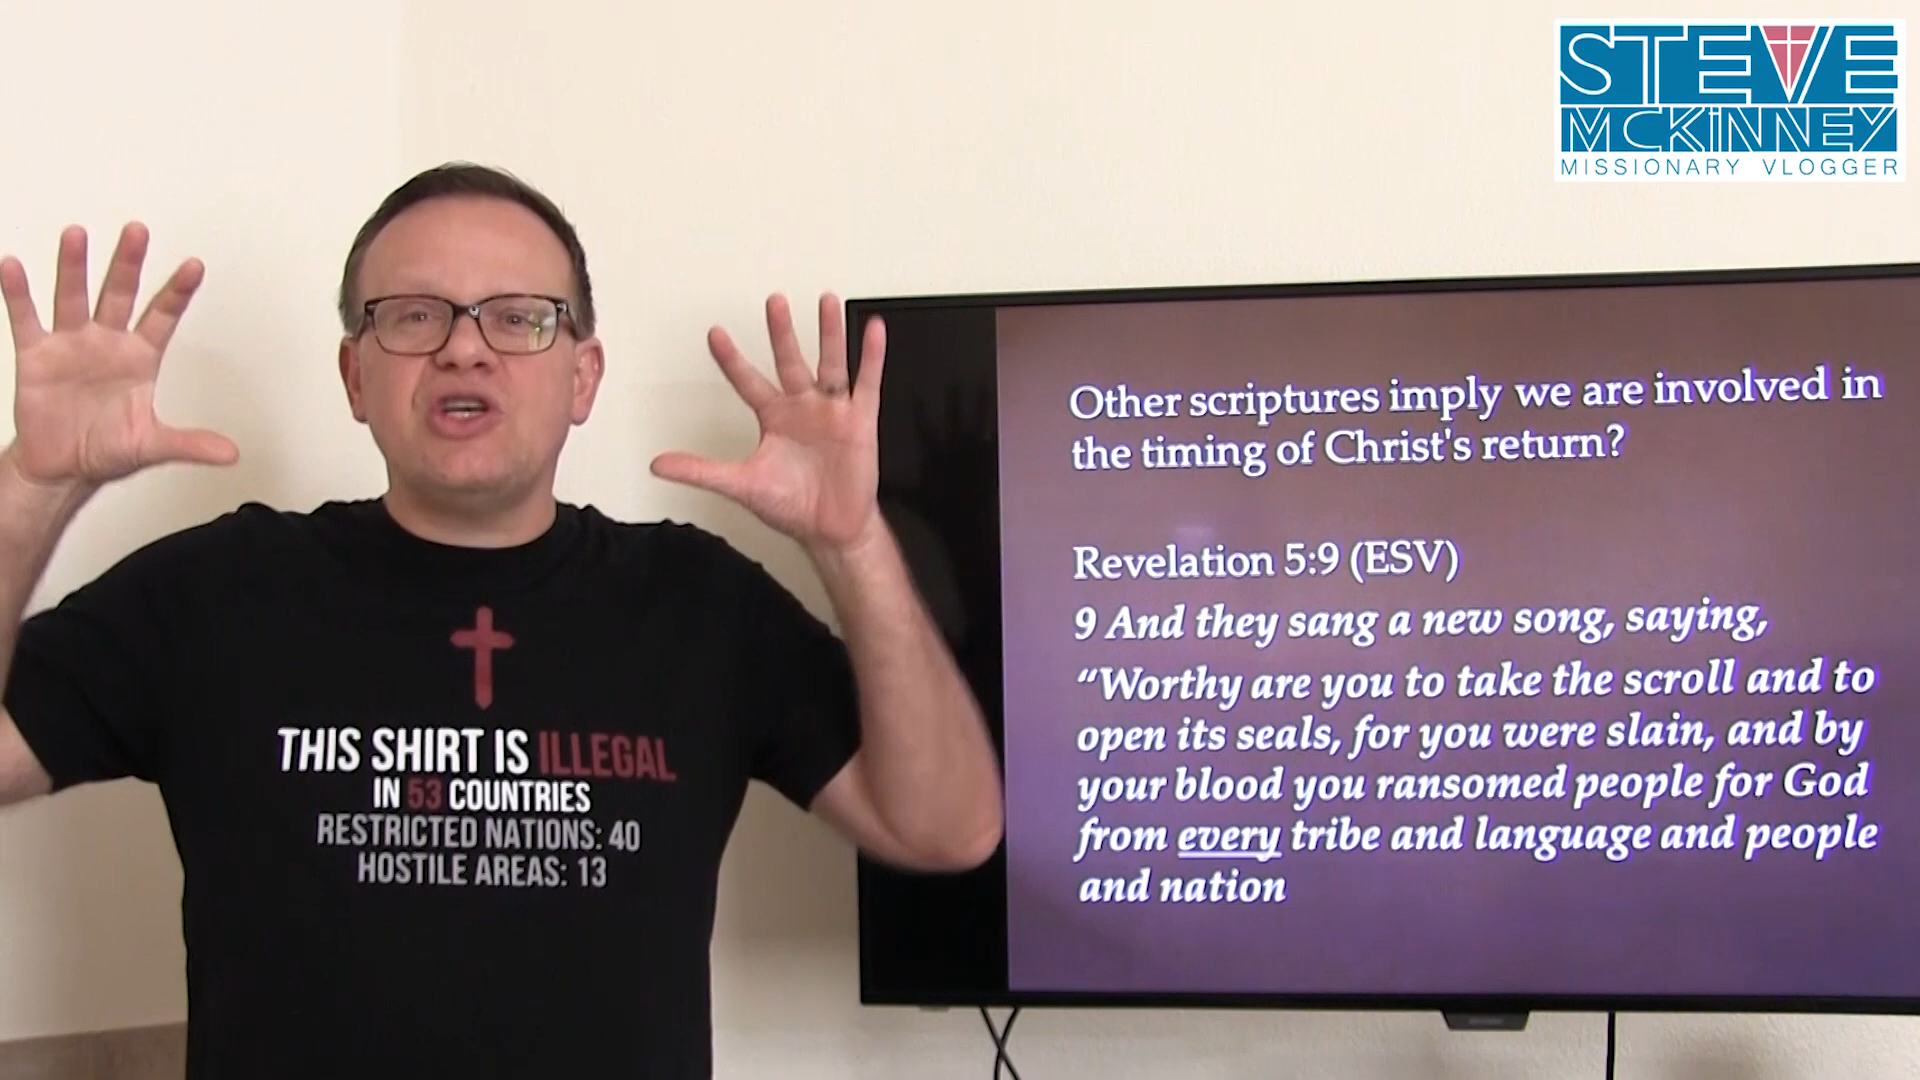 STEVE
MCKINNEY
MISSIONARY VLOGGER
Other scriptures imply we are involved in
the timing of Christ's return?
Revelation 5:9 (ESV)
9 And they sang a new song, saying,
“Worthy are you to take the scroll and to
open its seals, for you were slain, and by
your blood you ransomed people for God
from every tribe and language and people
and nation
THIS SHIRT IS ILLEGAL
IN 53 COUNTRIES
RESTRICTED NATIONS: 40
HOSTILE AREAS: 13